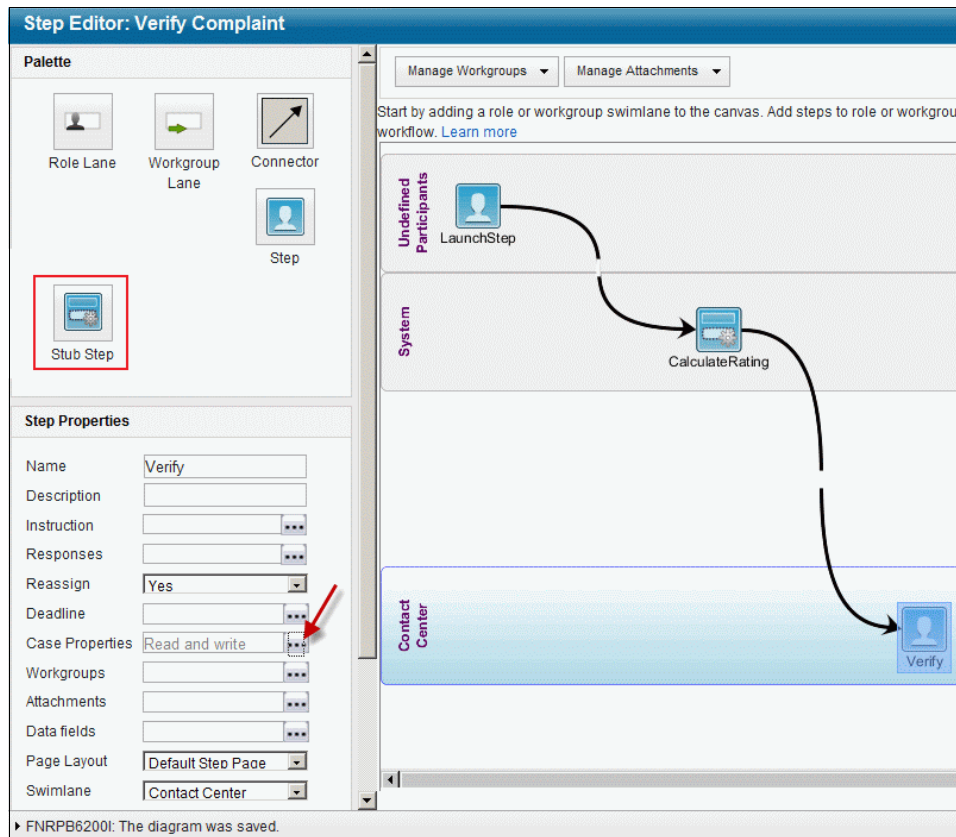 Step Editor: Verify Complaint
Palette
Role Lane
Workgroup
Lane
Connector
Step
Stub Step
Step Properties
Name
Verify
Description
Instruction
Responses
Reassign
Yes
Deadline
Case Properties
Read and write
Workgroups
Attachments
Data fields
Page Layout
Default Step Page
Swimlane
Contact Center
Manage Workgroups
Manage Attachments
Start by adding a role or workgroup swimlane to the canvas. Add steps to role or workgrou
workflow. Learn more
Undefined
Participants
LaunchStep
System
CalculateRating
Contact
Center
Verify
FNRPB6200I: The diagram was saved.